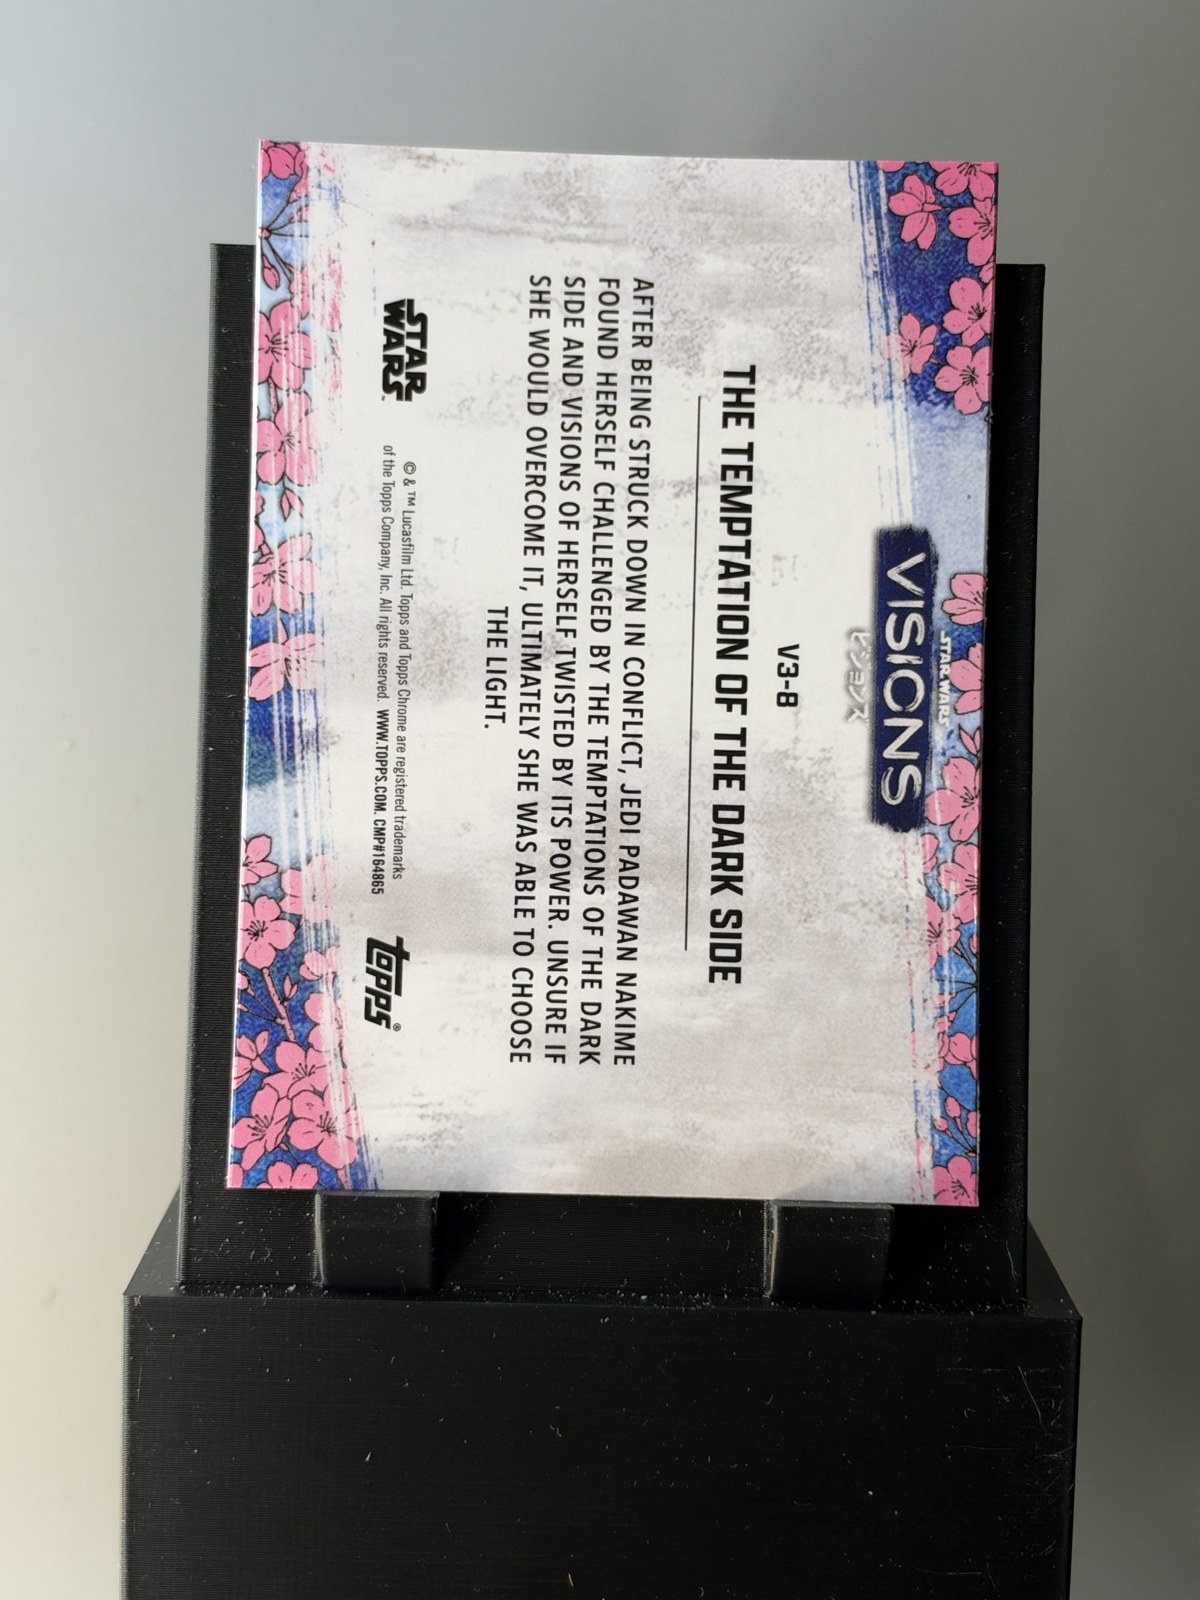 STAR WARS
VISIONS
ビジョンズ
V3-8
THE TEMPTATION OF THE DARK SIDE
AFTER BEING STRUCK DOWN IN CONFLICT, JEDI PADAWAN NAKIME
FOUND HERSELF CHALLENGED BY THE TEMPTATIONS OF THE DARK
SIDE AND VISIONS OF HERSELF TWISTED BY ITS POWER. UNSURE IF
SHE WOULD OVERCOME IT, ULTIMATELY SHE WAS ABLE TO CHOOSE
THE LIGHT.
STAR
WARS
© & ™ Lucasfilm Ltd. Topps and Topps Chrome are registered trademarks
of the Topps Company, Inc. All rights reserved. WWW.TOPPS.COM. CMP#164865
topps®